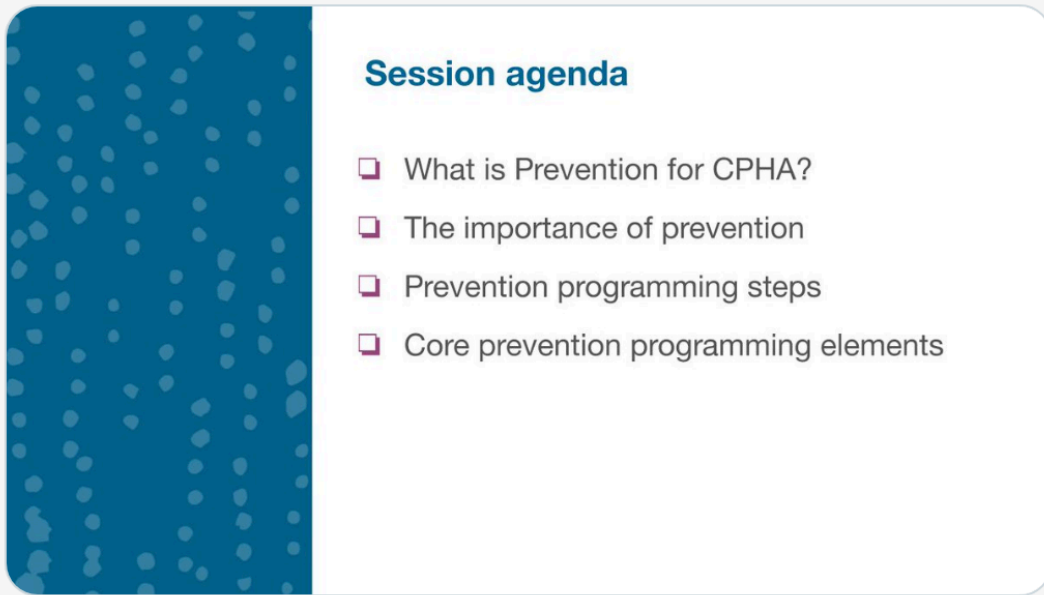 Session agenda
What is Prevention for CPHA?
The importance of prevention
Prevention programming steps
Core prevention programming elements